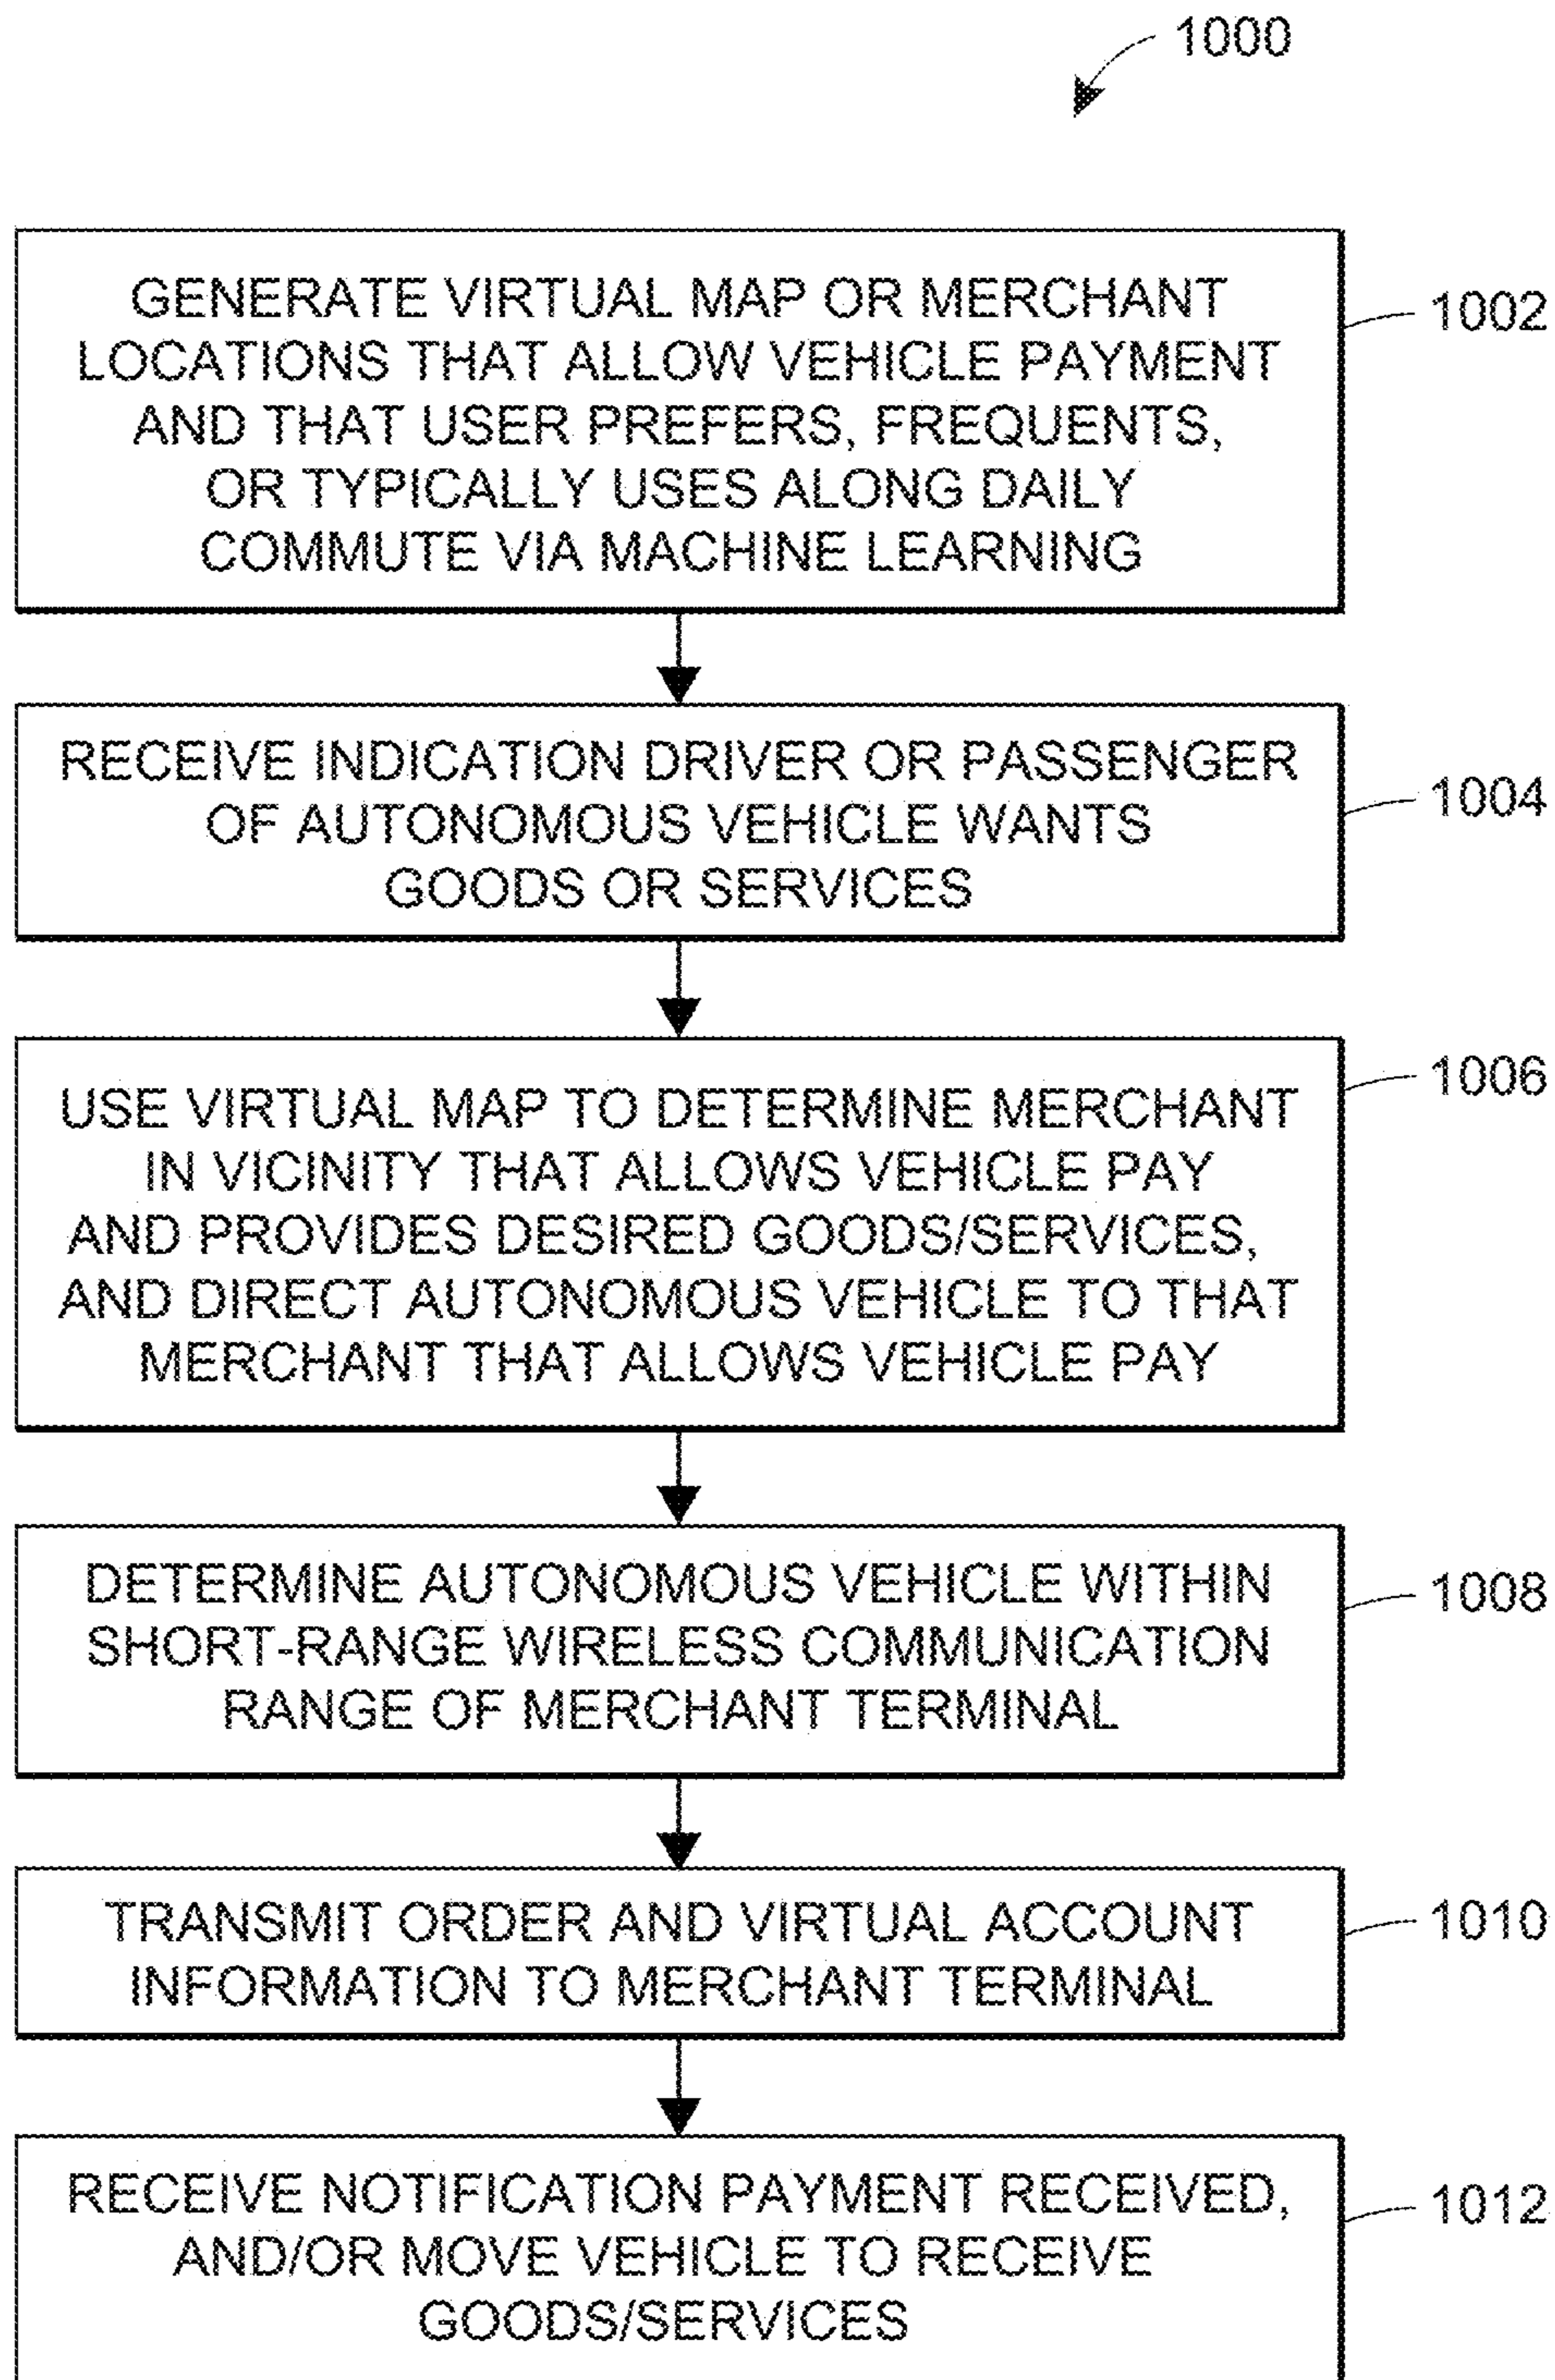 1000
GENERATE VIRTUAL MAP OR MERCHANT
LOCATIONS THAT ALLOW VEHICLE PAYMENT
AND THAT USER PREFERS, FREQUENTS,
OR TYPICALLY USES ALONG DAILY
COMMUTE VIA MACHINE LEARNING
1002
RECEIVE INDICATION DRIVER OR PASSENGER
OF AUTONOMOUS VEHICLE WANTS
GOODS OR SERVICES
1004
USE VIRTUAL MAP TO DETERMINE MERCHANT
IN VICINITY THAT ALLOWS VEHICLE PAY
AND PROVIDES DESIRED GOODS/SERVICES,
AND DIRECT AUTONOMOUS VEHICLE TO THAT
MERCHANT THAT ALLOWS VEHICLE PAY
1006
DETERMINE AUTONOMOUS VEHICLE WITHIN
SHORT-RANGE WIRELESS COMMUNICATION
RANGE OF MERCHANT TERMINAL
1008
TRANSMIT ORDER AND VIRTUAL ACCOUNT
INFORMATION TO MERCHANT TERMINAL
1010
RECEIVE NOTIFICATION PAYMENT RECEIVED,
AND/OR MOVE VEHICLE TO RECEIVE
GOODS/SERVICES
1012